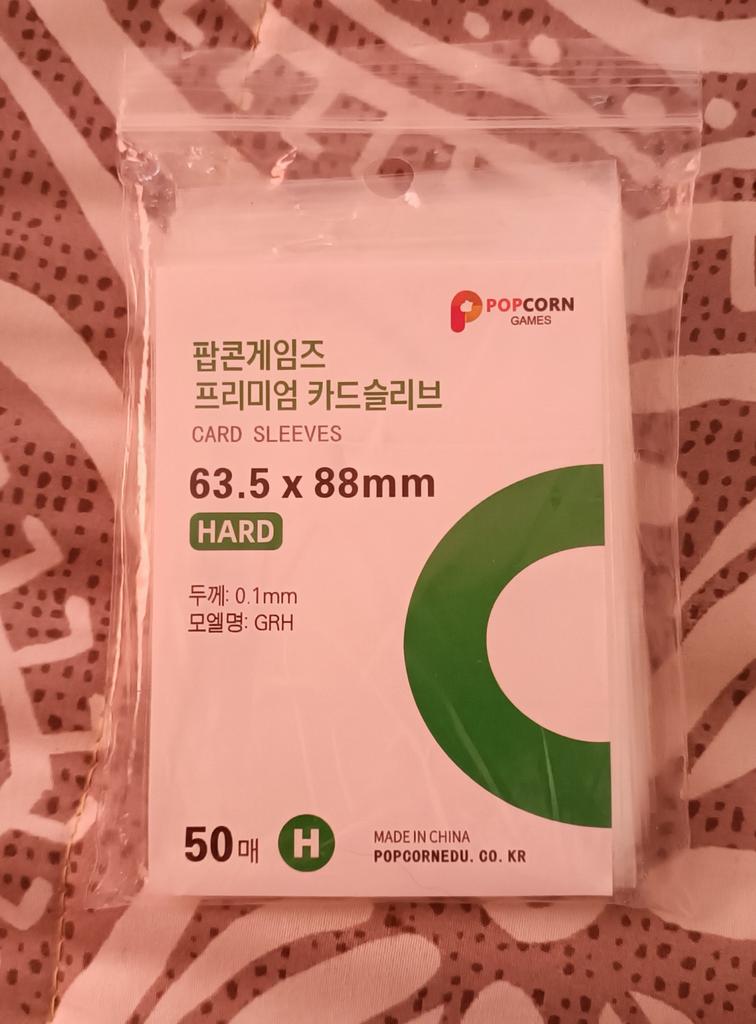 POPCORN
GAMES
팝콘게임즈
프리미엄 카드슬리브
CARD SLEEVES
63.5 x 88mm
HARD
두께: 0.1mm
모엘명: GRH
50매
H
MADE IN CHINA
POPCORNEDU. CO. KR